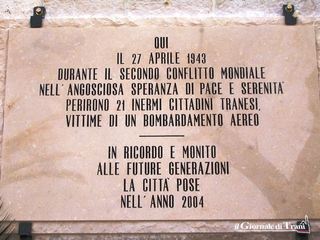 QUI
IL 27 APRILE 1943
DURANTE IL SECONDO CONFLITTO MONDIALE
NELL'ANGOSCIOSA SPERANZA DI PACE E SERENITA'
PERIRONO 21 INERMI CITTADINI TRANESI,
VITTIME DI UN BOMBARDAMENTO AEREO
IN RICORDO E MONITO
ALLE FUTURE GENERAZIONI
LA CITTA' POSE
NELL'ANNO 2004
il Giornale di Trani